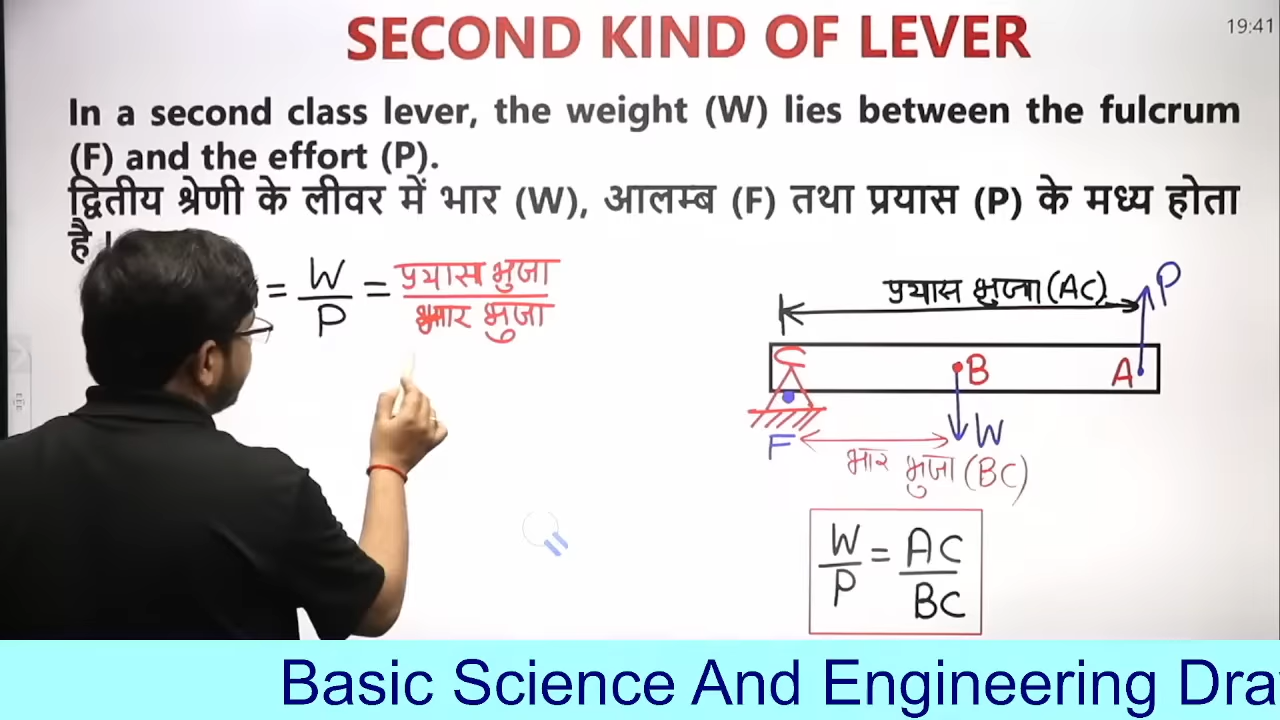 SECOND KIND OF LEVER
19:41
In a second class lever, the weight (W) lies between the fulcrum
(F) and the effort (P).
द्वितीय श्रेणी के लीवर में भार (W), आलम्ब (F) तथा प्रयास (P) के मध्य होता
है।
= W/P = प्रयास भुजा/भार भुजा
प्रयास भुजा (AC)
P
C
B
A
F
W
भार भुजा (BC)
W/P = AC/BC
Basic Science And Engineering Dra